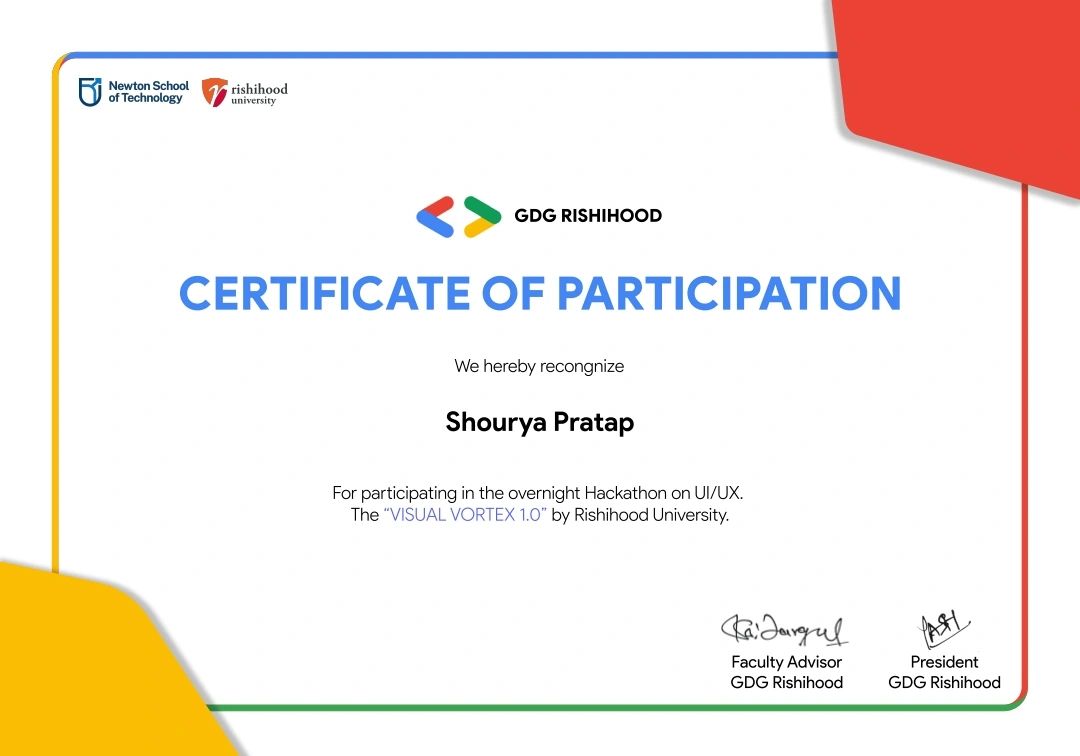 Newton School
of Technology
rishihood
university
GDG RISHIHOOD
CERTIFICATE OF PARTICIPATION
We hereby recongnize
Shourya Pratap
For participating in the overnight Hackathon on UI/UX.
The “VISUAL VORTEX 1.0” by Rishihood University.
Faculty Advisor
GDG Rishihood
President
GDG Rishihood